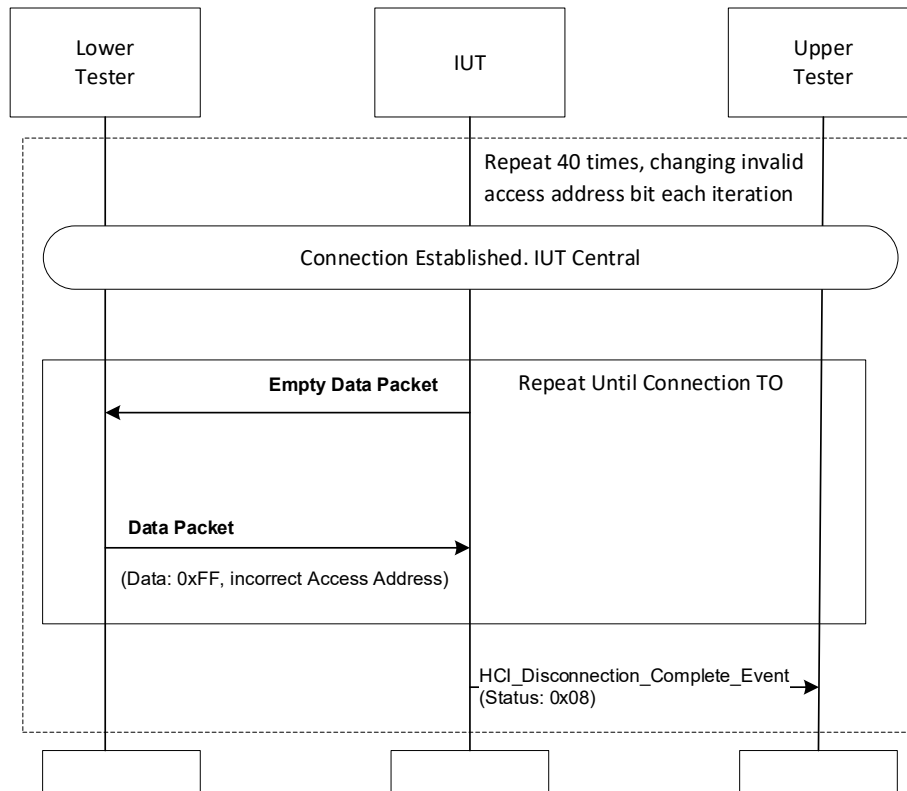 Lower
Tester
IUT
Upper
Tester
Repeat 40 times, changing invalid
access address bit each iteration
Connection Established. IUT Central
Empty Data Packet
Repeat Until Connection TO
Data Packet
(Data: 0xFF, incorrect Access Address)
HCI_Disconnection_Complete_Event
(Status: 0x08)